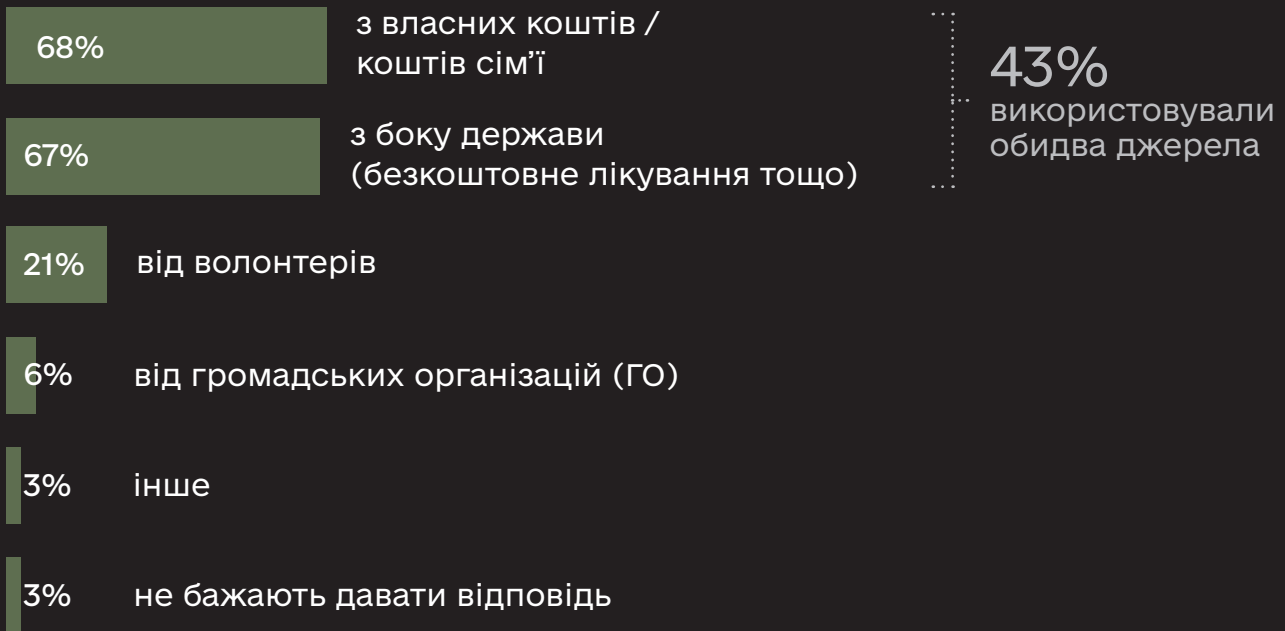 68%
з власних коштів /
коштів сім’ї
67%
з боку держави
(безкоштовне лікування тощо)
43%
використовували
обидва джерела
21%
від волонтерів
6%
від громадських організацій (ГО)
3%
інше
3%
не бажають давати відповідь